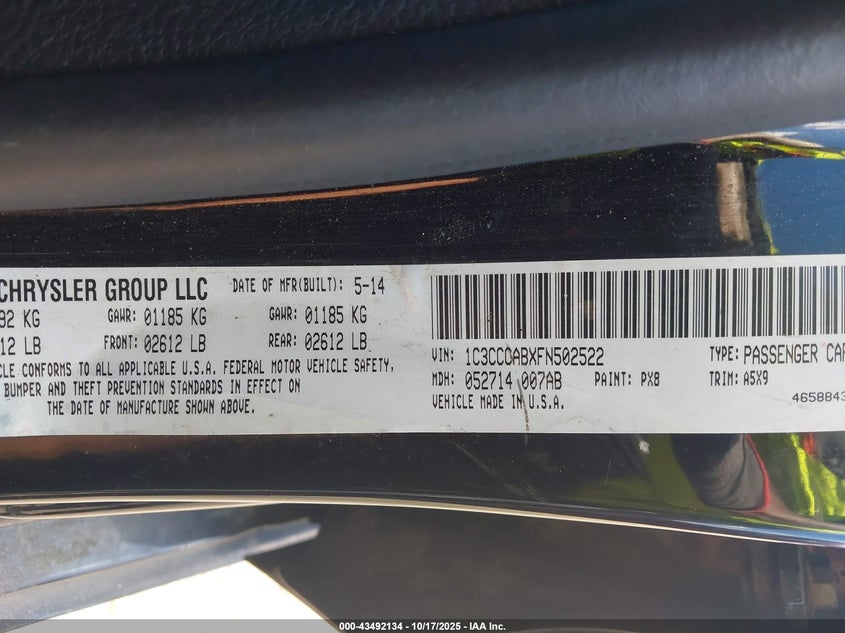 CHRYSLER GROUP LLC DATE OF MFR(BUILT): 5-14
92 KG GAWR: 01185 KG GAWR: 01185 KG
12 LB FRONT: 02612 LB REAR: 02612 LB
CLE CONFORMS TO ALL APPLICABLE U.S.A. FEDERAL MOTOR VEHICLE SAFETY,
BUMPER AND THEFT PREVENTION STANDARDS IN EFFECT ON
THE DATE OF MANUFACTURE SHOWN ABOVE.
VIN: 1C3CCCABXFN502522 TYPE: PASSENGER CAR
MDH: 052714 007AB PAINT: PX8 TRIM: A5X9
VEHICLE MADE IN U.S.A. 4658843
000-43492134 - 10/17/2025 - IAA Inc.